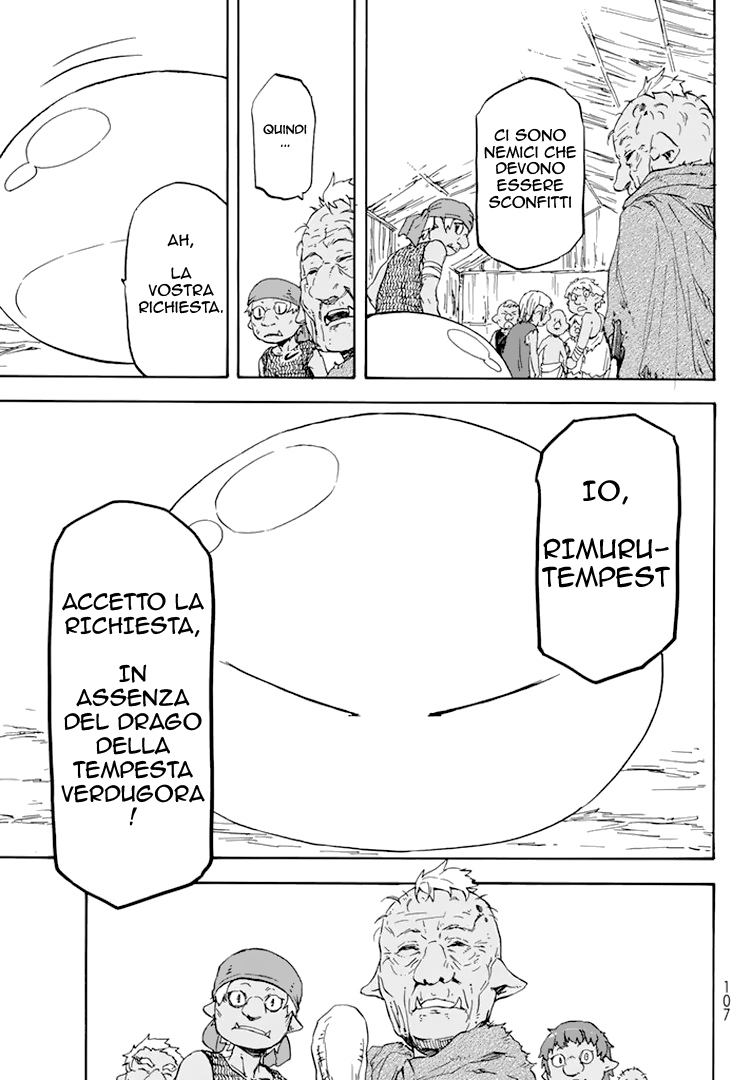 CI SONO
NEMICI CHE
DEVONO
ESSERE
SCONFITTI
QUINDI
...
AH,
LA
VOSTRA
RICHIESTA.
IO,
RIMURU-
TEMPEST
ACCETTO LA
RICHIESTA,
IN
ASSENZA
DEL DRAGO
DELLA
TEMPESTA
VERDUGORA
!
107